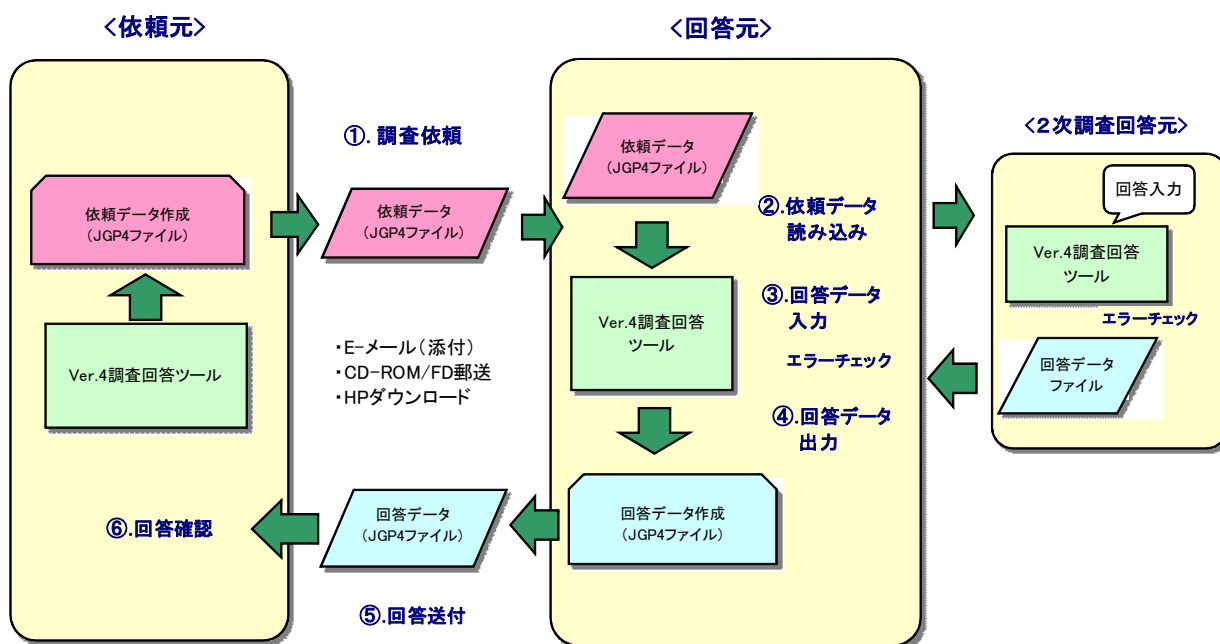 <依頼元>
<回答元>
<2次調査回答元>
①.調査依頼
依頼データ作成
(JGP4ファイル)
Ver.4調査回答ツール
依頼データ
(JGP4ファイル)
・E-メール(添付)
・CD-ROM/FD郵送
・HPダウンロード
依頼データ
(JGP4ファイル)
②.依頼データ
読み込み
Ver.4調査回答
ツール
③.回答データ
入力
エラーチェック
④.回答データ
出力
回答データ作成
(JGP4ファイル)
回答入力
Ver.4調査回答
ツール
エラーチェック
回答データ
ファイル
回答データ
(JGP4ファイル)
⑤.回答送付
⑥.回答確認